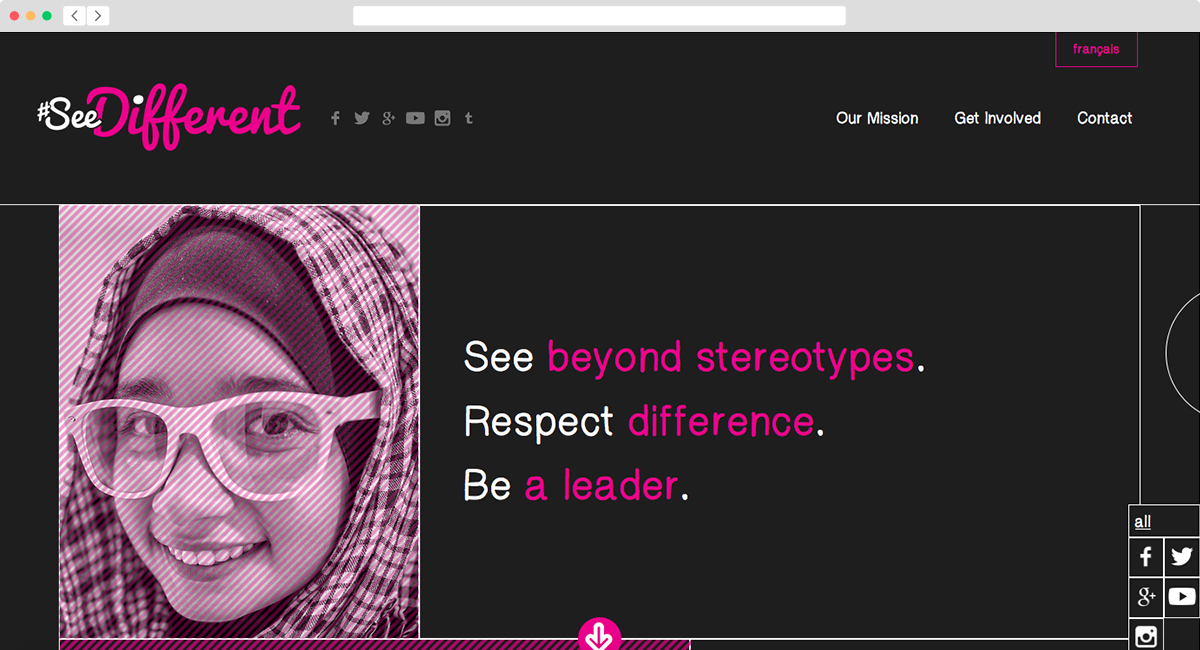 français
#SeeDifferent
Our Mission Get Involved Contact
See beyond stereotypes.
Respect difference.
Be a leader.
all